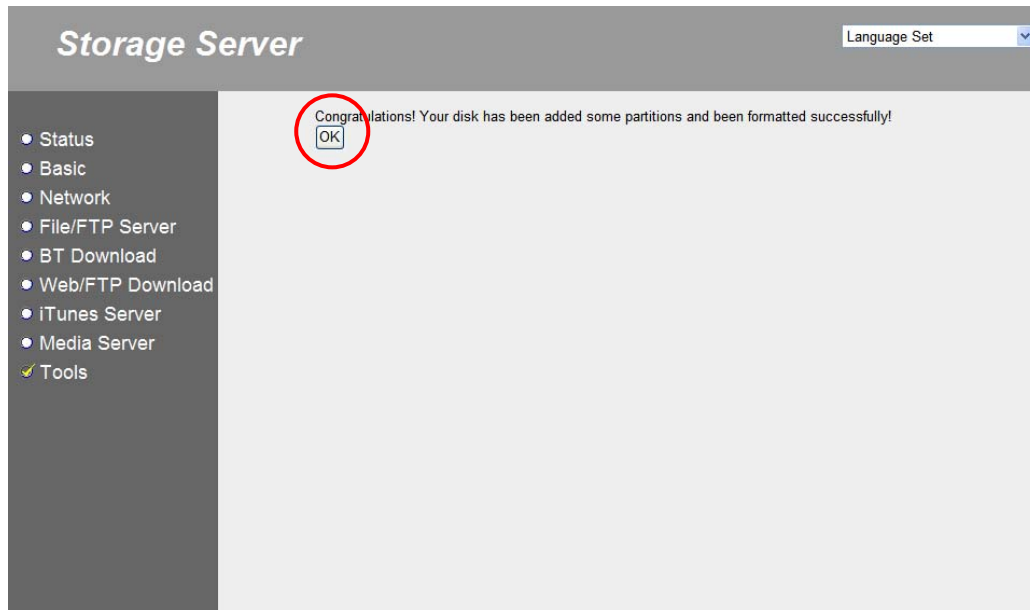 Storage Server
Language Set
Congratulations! Your disk has been added some partitions and been formatted successfully!
OK
Status
Basic
Network
File/FTP Server
BT Download
Web/FTP Download
iTunes Server
Media Server
Tools